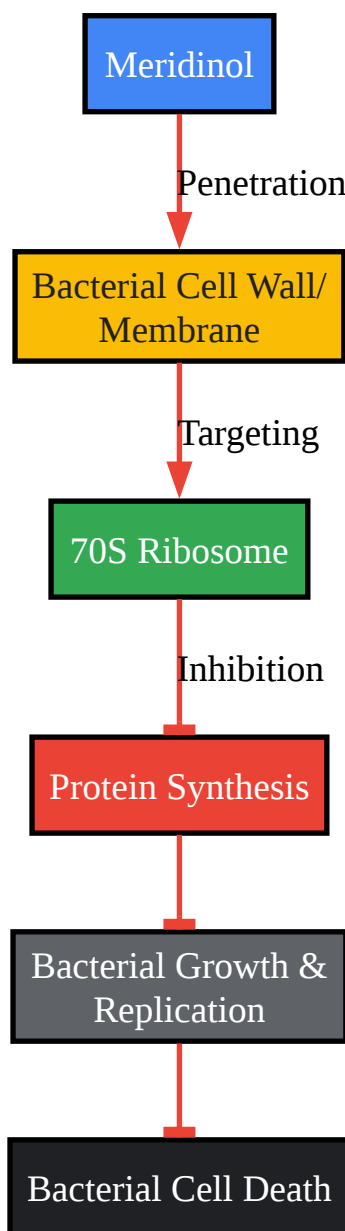 Meridinol
Penetration
Bacterial Cell Wall/
Membrane
Targeting
70S Ribosome
Inhibition
Protein Synthesis
Bacterial Growth &
Replication
Bacterial Cell Death